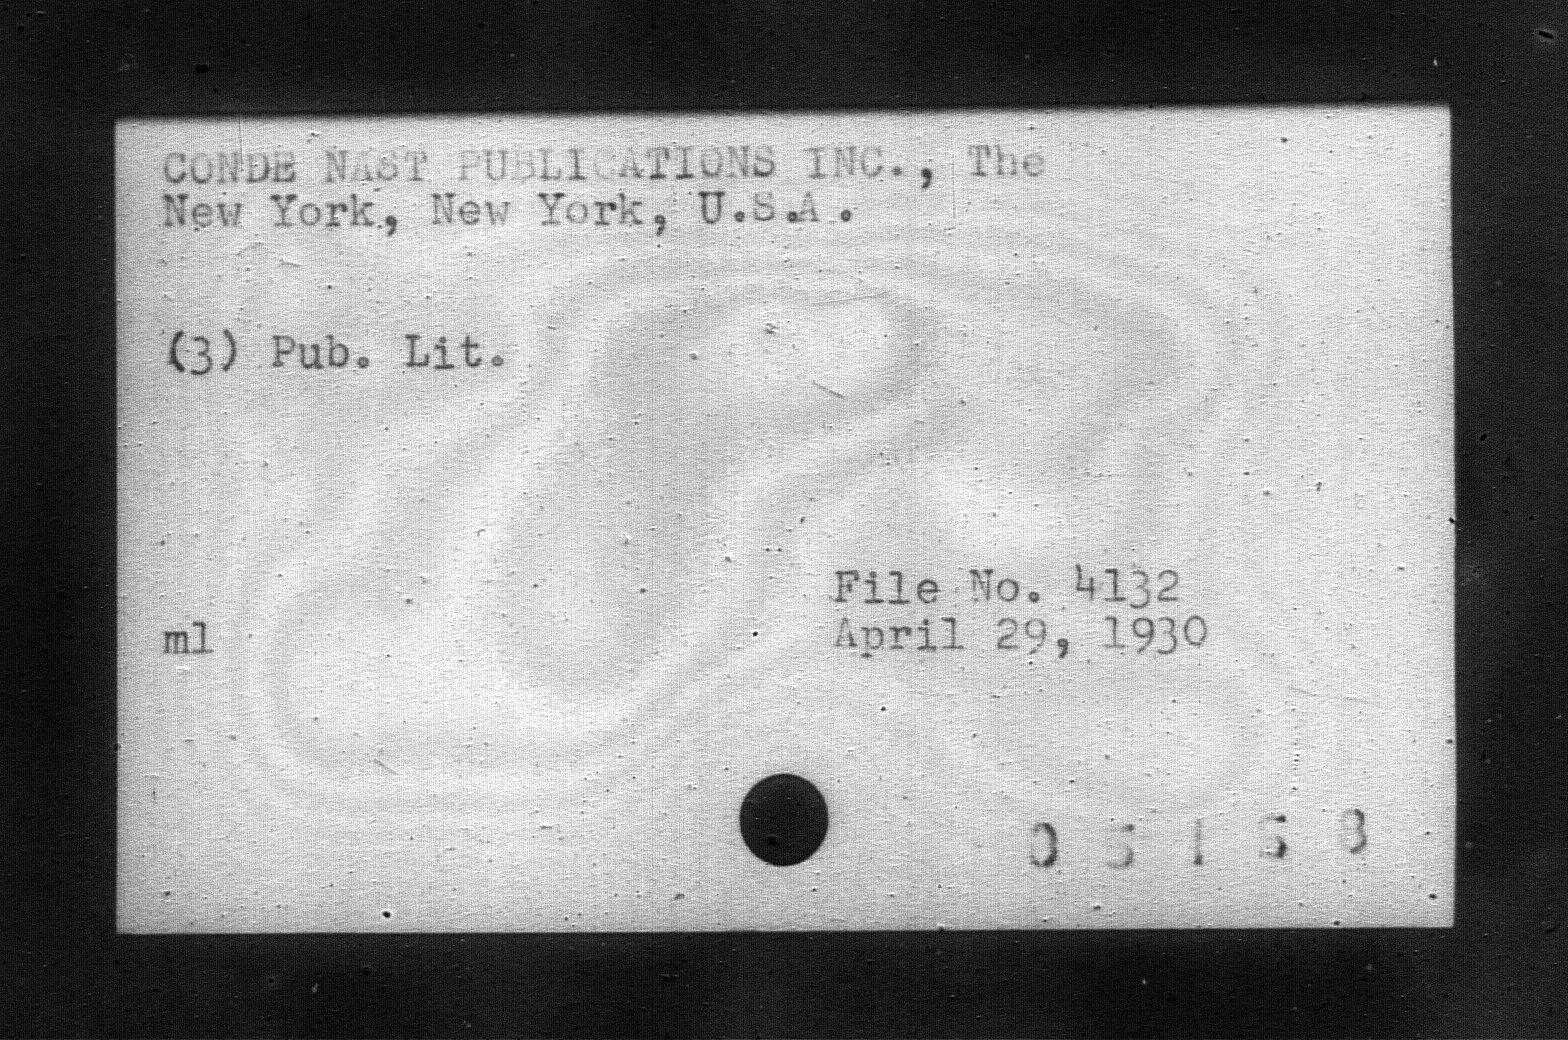 CONDE NAST PUBLICATIONS INC., The
New York, New York, U.S.A.
(3) Pub. Lit.
File No. 4132
ml
April 29, 1930